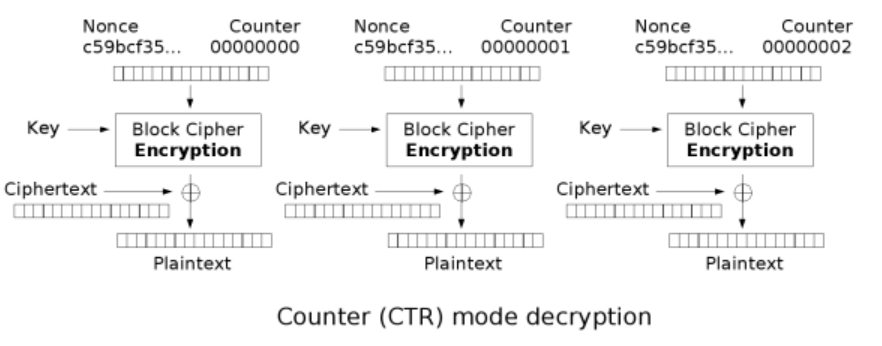 Nonce Counter Nonce Counter Nonce Counter
c59bcf35... 00000000 c59bcf35... 00000001 c59bcf35... 00000002
Key Block Cipher Key Block Cipher Key Block Cipher
Encryption Encryption Encryption
Ciphertext Ciphertext Ciphertext
Plaintext Plaintext Plaintext
Counter (CTR) mode decryption